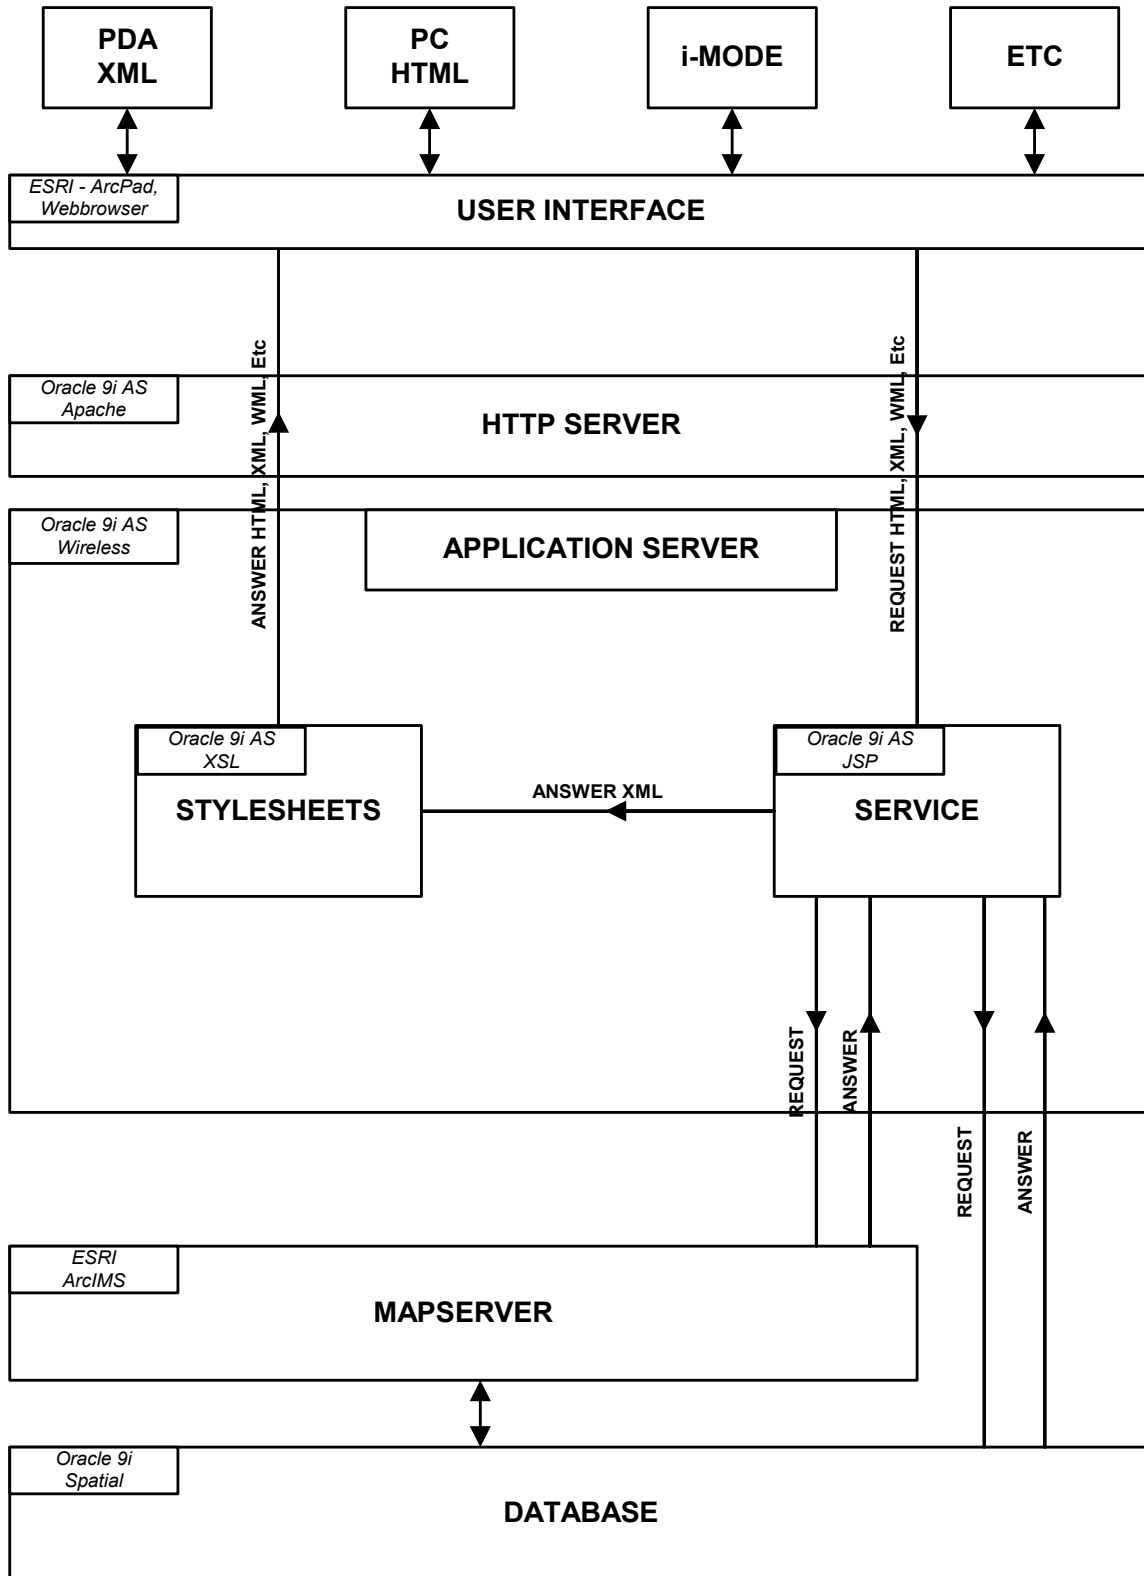 PDA
XML
PC
HTML
i-MODE
ETC
ESRI - ArcPad,
Webbrowser
USER INTERFACE
ANSWER HTML, XML, WML, Etc
REQUEST HTML, XML, WML, Etc
Oracle 9i AS
Apache
HTTP SERVER
Oracle 9i AS
Wireless
APPLICATION SERVER
Oracle 9i AS
XSL
STYLESHEETS
ANSWER XML
Oracle 9i AS
JSP
SERVICE
REQUEST
ANSWER
REQUEST
ANSWER
ESRI
ArcIMS
MAPSERVER
Oracle 9i
Spatial
DATABASE